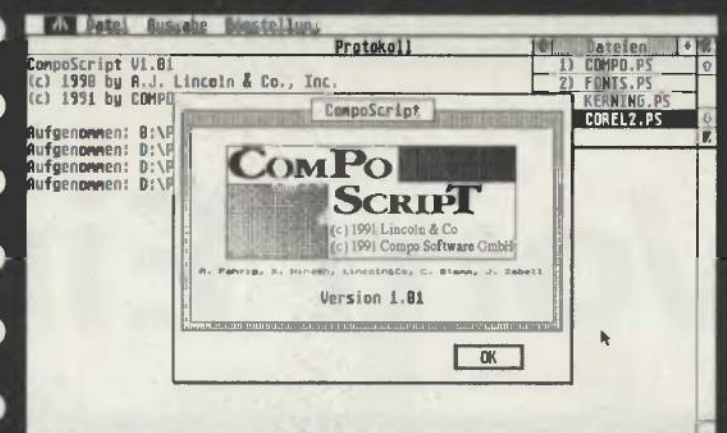 Datei Ausgabe Einstellung
Protokoll
CompoScript V1.01
(c) 1990 by A.J. Lincoln & Co., Inc.
(c) 1991 by COMPO
Aufgenommen: B:\P
Aufgenommen: D:\P
Aufgenommen: D:\P
Aufgenommen: D:\P
Dateien
1) COMPO.PS
2) FONTS.PS
KERNING.PS
COREL2.PS
CompoScript
COMPO
SCRIPT
(c) 1991 Lincoln & Co
(c) 1991 Compo Software GmbH
Lincoln&Co,
Version 1.01
OK